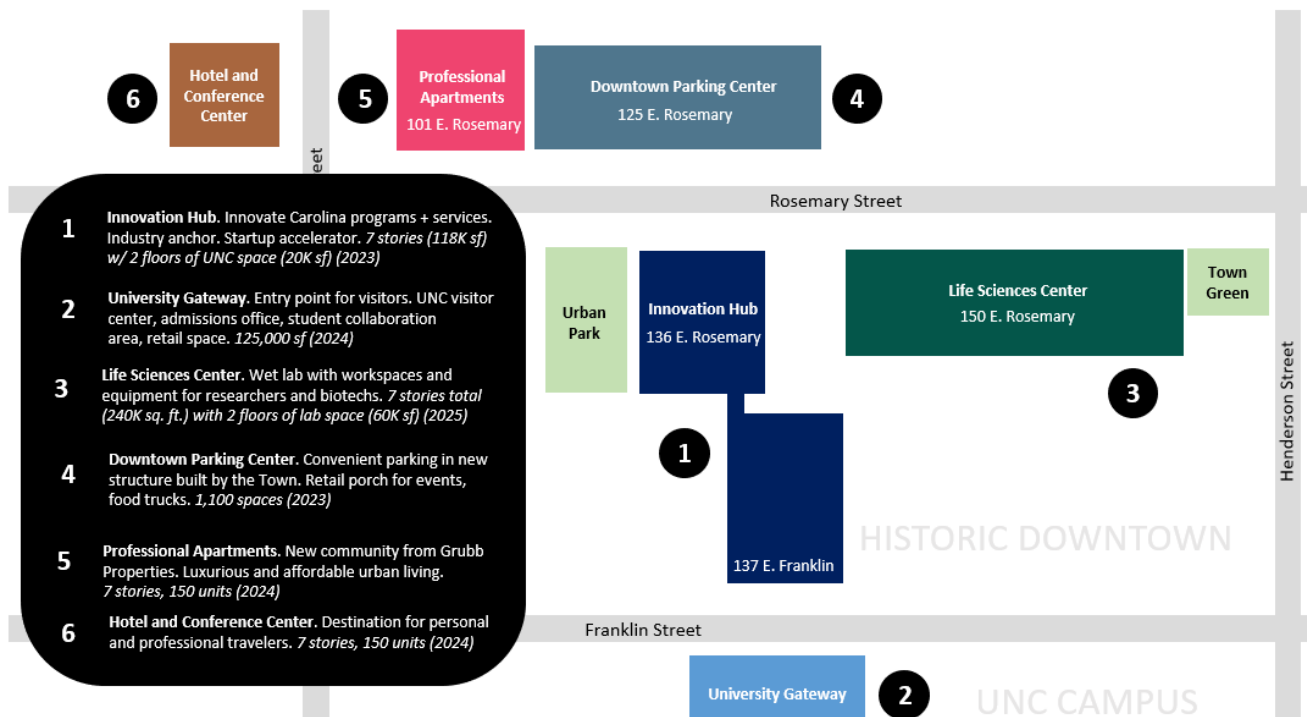 6
Hotel and
Conference
Center
5
Professional
Apartments
101 E. Rosemary
Downtown Parking Center
125 E. Rosemary
4
eet
Rosemary Street
1
Innovation Hub. Innovate Carolina programs + services.
Industry anchor. Startup accelerator. 7 stories (118K sf)
w/ 2 floors of UNC space (20K sf) (2023)
2
University Gateway. Entry point for visitors. UNC visitor
center, admissions office, student collaboration
area, retail space. 125,000 sf (2024)
3
Life Sciences Center. Wet lab with workspaces and
equipment for researchers and biotechs. 7 stories total
(240K sq. ft.) with 2 floors of lab space (60K sf) (2025)
4
Downtown Parking Center. Convenient parking in new
structure built by the Town. Retail porch for events,
food trucks. 1,100 spaces (2023)
5
Professional Apartments. New community from Grubb
Properties. Luxurious and affordable urban living.
7 stories, 150 units (2024)
6
Hotel and Conference Center. Destination for personal
and professional travelers. 7 stories, 150 units (2024)
Urban
Park
Innovation Hub
136 E. Rosemary
Life Sciences Center
150 E. Rosemary
Town
Green
3
1
Henderson Street
HISTORIC DOWNTOWN
137 E. Franklin
Franklin Street
University Gateway
2
UNC CAMPUS